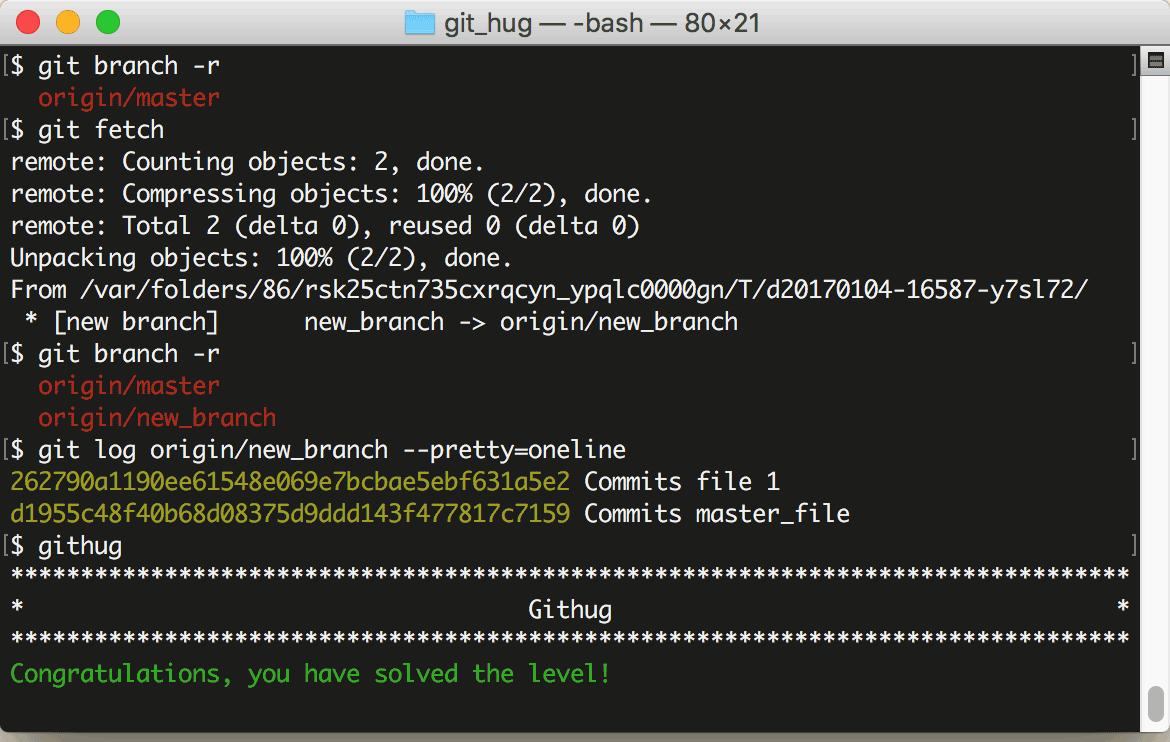 git_hug — -bash — 80×21
[$ git branch -r ]
  origin/master
[$ git fetch ]
remote: Counting objects: 2, done.
remote: Compressing objects: 100% (2/2), done.
remote: Total 2 (delta 0), reused 0 (delta 0)
Unpacking objects: 100% (2/2), done.
From /var/folders/86/rsk25ctn735cxrqcyn_ypqlc0000gn/T/d20170104-16587-y7sl72/
 * [new branch]      new_branch -> origin/new_branch
[$ git branch -r ]
  origin/master
  origin/new_branch
[$ git log origin/new_branch --pretty=oneline ]
262790a1190ee61548e069e7bcbae5ebf631a5e2 Commits file 1
d1955c48f40b68d08375d9ddd143f477817c7159 Commits master_file
[$ githug ]
********************************************************************************
*                                    Githug                                    *
********************************************************************************
Congratulations, you have solved the level!